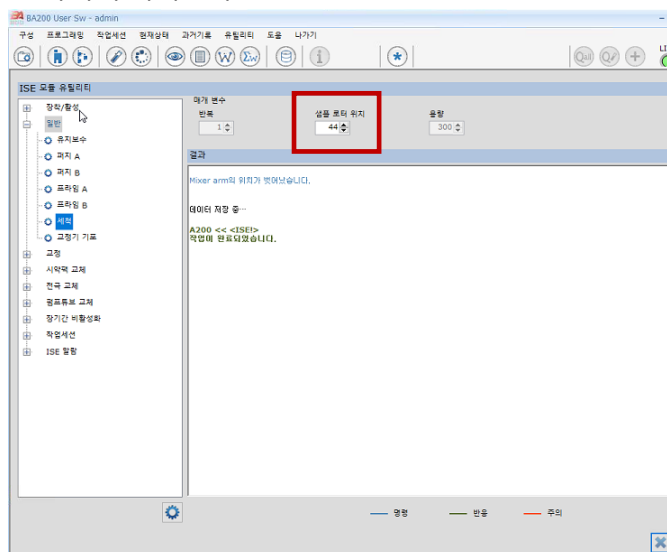 BA200 User Sw - admin
구성 프로그래밍 작업세션 현재상태 과거기록 유틸리티 도움 나가기
ISE 모듈 유틸리티
장착/활성
일반
유지보수
퍼지 A
퍼지 B
프라임 A
프라임 B
세척
교정기 기포
교정
시약팩 교체
전극 교체
펌프튜브 교체
장기간 비활성화
작업세션
ISE 알람
매개 변수
반복 샘플 로터 위치 용량
1 44 300
결과
Mixer arm의 위치가 벗어났습니다.
데이터 저장 중...
A200 << <ISE!>
작업이 완료되었습니다.
명령 반응 주의